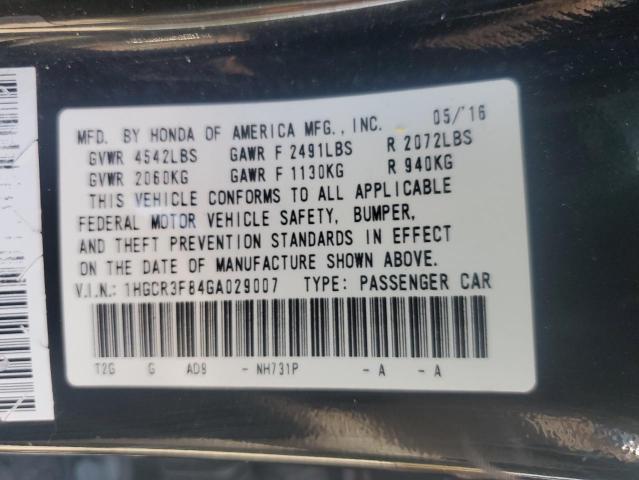 MFD. BY HONDA OF AMERICA MFG., INC. 05/'16
GVWR 4542LBS GAWR F 2491LBS R 2072LBS
GVWR 2060KG GAWR F 1130KG R 940KG
THIS VEHICLE CONFORMS TO ALL APPLICABLE
FEDERAL MOTOR VEHICLE SAFETY, BUMPER,
AND THEFT PREVENTION STANDARDS IN EFFECT
ON THE DATE OF MANUFACTURE SHOWN ABOVE.
V.I.N.: 1HGCR3F84GA029007 TYPE: PASSENGER CAR
T2G G AD9 - NH731P - A - A